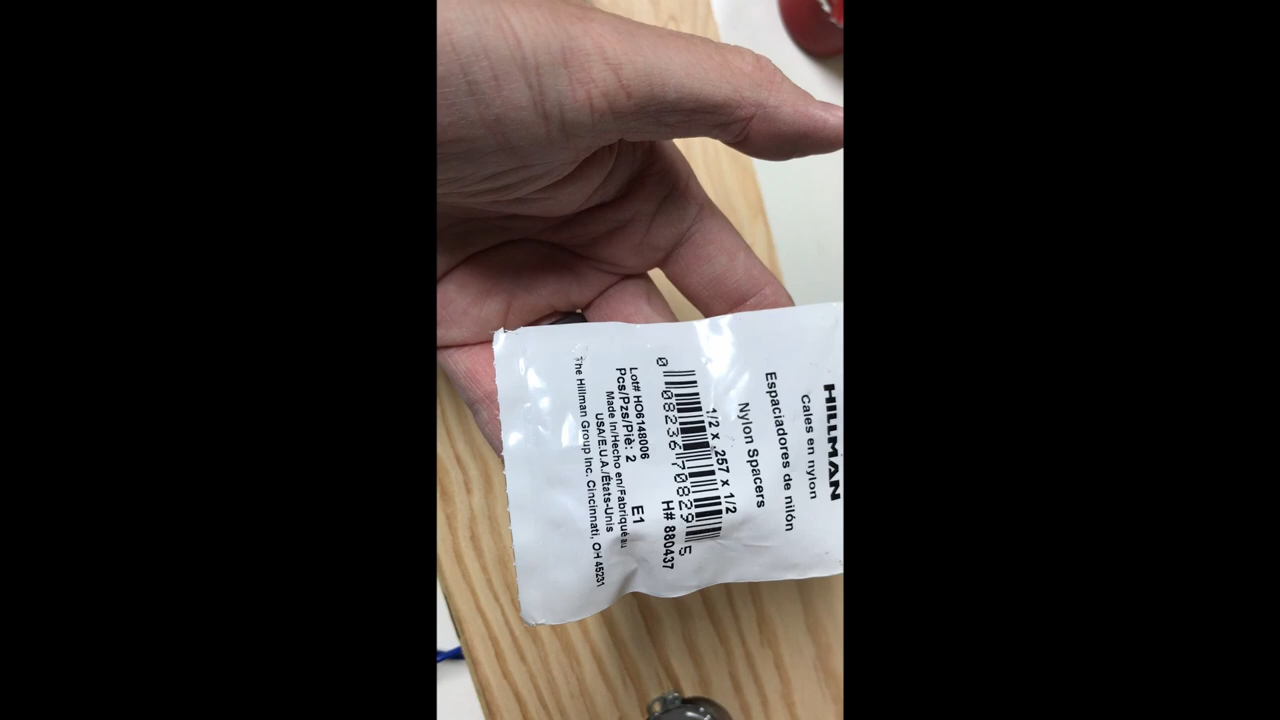 HILLMAN
Cales en nylon
Espaciadores de nilón
Nylon Spacers
1/2 x .257 x 1/2
0 08236 70829 5
H# 880437
Lot# HO6148006
E1
Pcs/Pzs/Piè: 2
Made In/Hecho en/Fabriqué au
USA/E.U.A./États-Unis
The Hillman Group Inc. Cincinnati, OH 45231